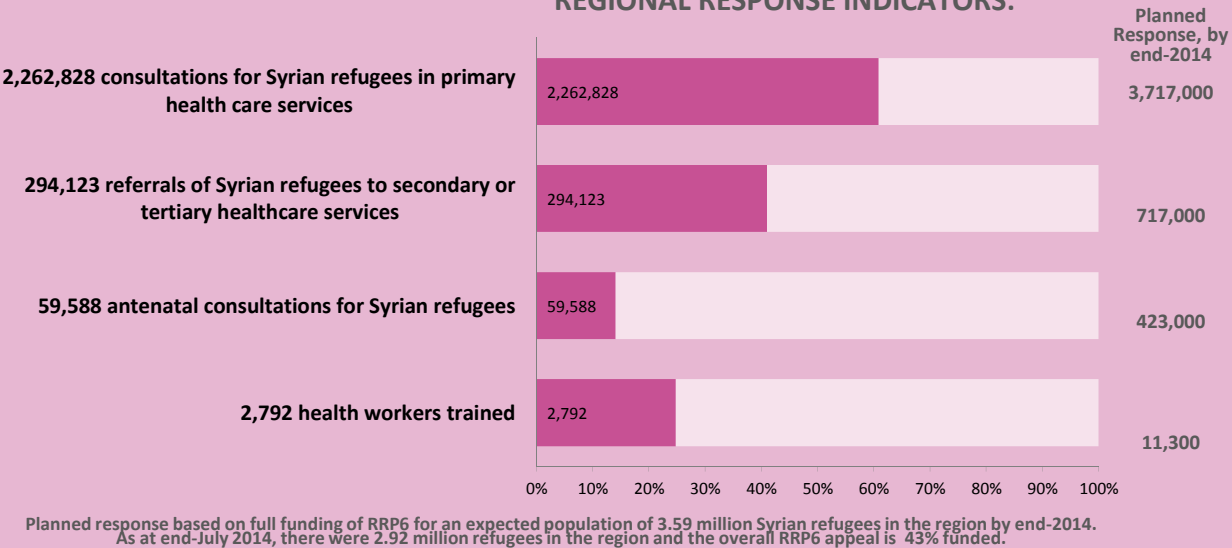 REGIONAL RESPONSE INDICATORS:
Planned
Response, by
end-2014
2,262,828 consultations for Syrian refugees in primary
health care services
2,262,828
3,717,000
294,123 referrals of Syrian refugees to secondary or
tertiary healthcare services
294,123
717,000
59,588 antenatal consultations for Syrian refugees
59,588
423,000
2,792 health workers trained
2,792
11,300
0% 10% 20% 30% 40% 50% 60% 70% 80% 90% 100%
Planned response based on full funding of RRP6 for an expected population of 3.59 million Syrian refugees in the region by end-2014.
As at end-July 2014, there were 2.92 million refugees in the region and the overall RRP6 appeal is 43% funded.